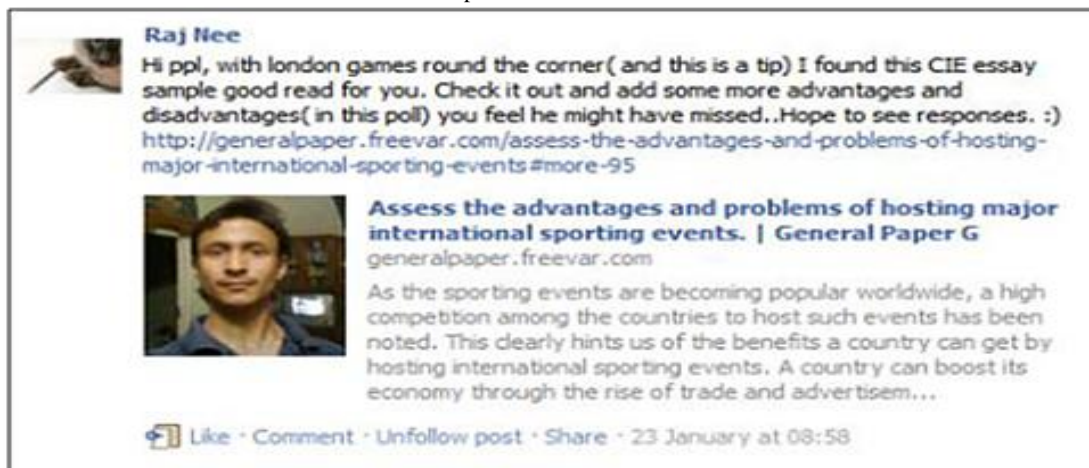 Raj Nee
Hi ppl, with london games round the corner( and this is a tip) I found this CIE essay
sample good read for you. Check it out and add some more advantages and
disadvantages( in this poll) you feel he might have missed..Hope to see responses. :)
http://generalpaper.freevar.com/assess-the-advantages-and-problems-of-hosting-
major-international-sporting-events#more-95
Assess the advantages and problems of hosting major
international sporting events. | General Paper G
generalpaper.freevar.com
As the sporting events are becoming popular worldwide, a high
competition among the countries to host such events has been
noted. This clearly hints us of the benefits a country can get by
hosting international sporting events. A country can boost its
economy through the rise of trade and advertisem...
Like · Comment · Unfollow post · Share · 23 January at 08:58